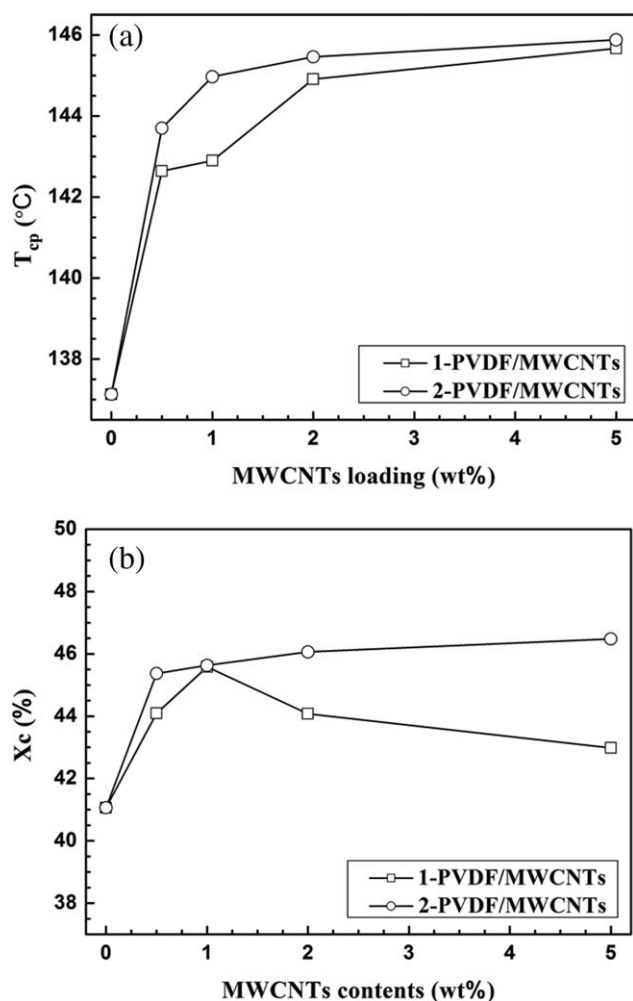 (a)
146
144
142
140
138
T_cp (°C)
1-PVDF/MWCNTs
2-PVDF/MWCNTs
0 1 2 3 4 5
MWCNTs loading (wt%)
(b)
50
48
46
44
42
40
38
Xc (%)
1-PVDF/MWCNTs
2-PVDF/MWCNTs
0 1 2 3 4 5
MWCNTs contents (wt%)